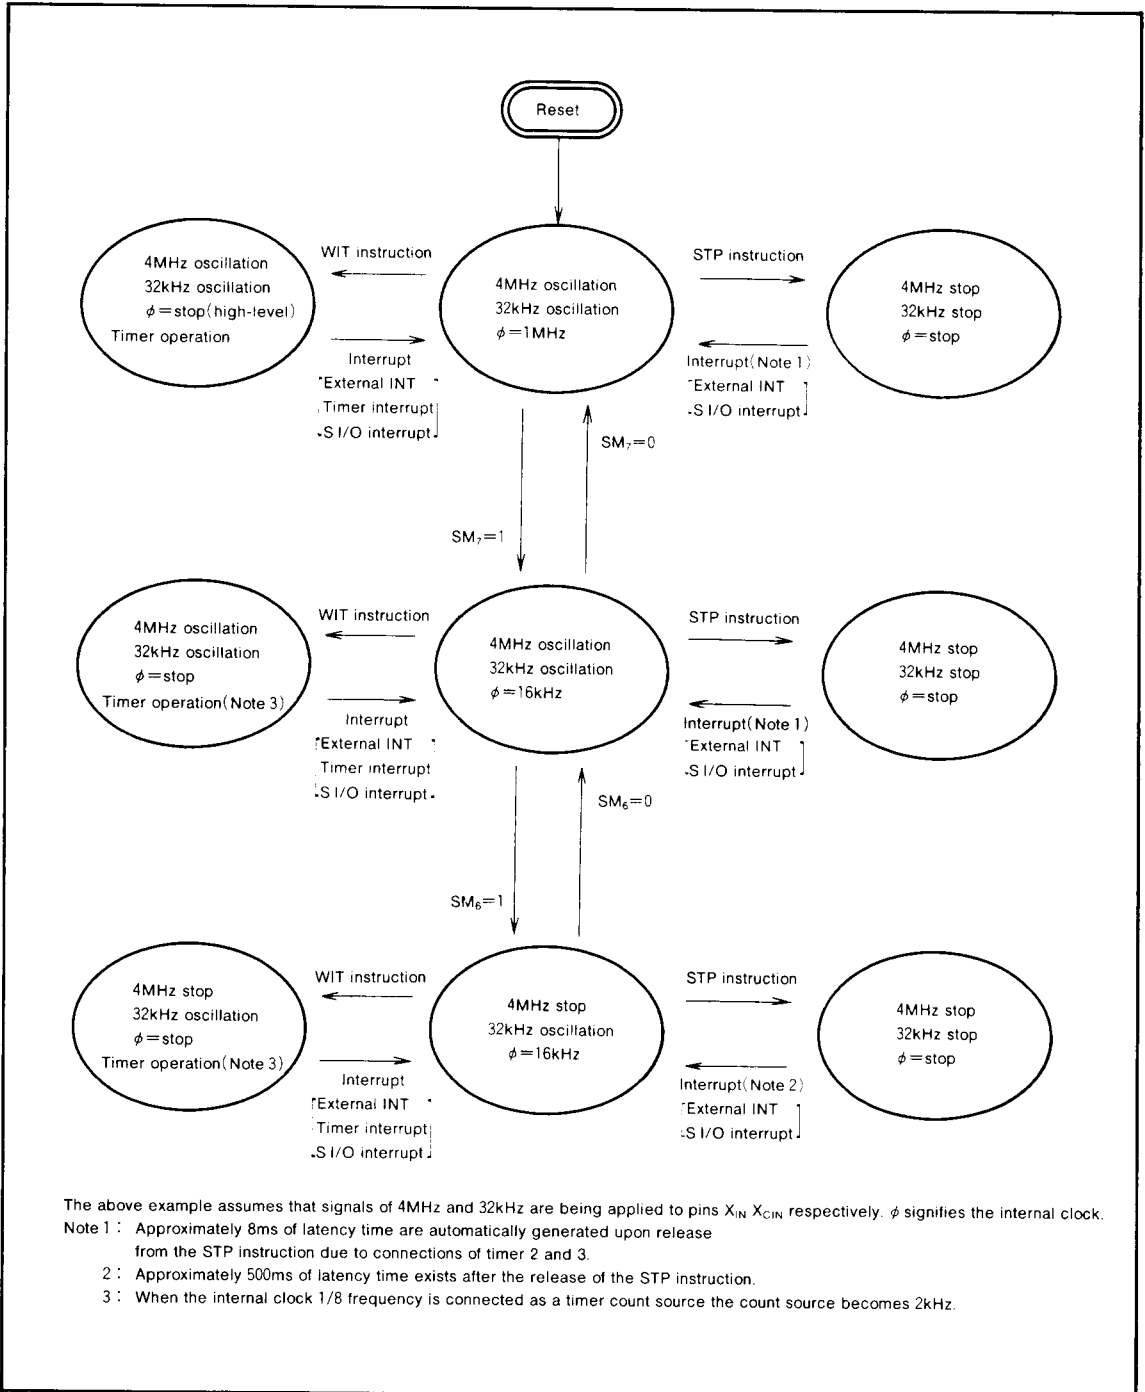 Reset
WIT instruction
STP instruction
4MHz oscillation
32kHz oscillation
φ=stop(high-level)
Timer operation
4MHz oscillation
32kHz oscillation
φ=1MHz
4MHz stop
32kHz stop
φ=stop
Interrupt
External INT
Timer interrupt
S I/O interrupt
Interrupt(Note 1)
External INT
S I/O interrupt
SM₇=0
SM₇=1
WIT instruction
STP instruction
4MHz oscillation
32kHz oscillation
φ=stop
Timer operation(Note 3)
4MHz oscillation
32kHz oscillation
φ=16kHz
4MHz stop
32kHz stop
φ=stop
Interrupt
External INT
Timer interrupt
S I/O interrupt
Interrupt(Note 1)
External INT
S I/O interrupt
SM₆=0
SM₆=1
WIT instruction
STP instruction
4MHz stop
32kHz oscillation
φ=stop
Timer operation(Note 3)
4MHz stop
32kHz oscillation
φ=16kHz
4MHz stop
32kHz stop
φ=stop
Interrupt
External INT
Timer interrupt
S I/O interrupt
Interrupt(Note 2)
External INT
S I/O interrupt
The above example assumes that signals of 4MHz and 32kHz are being applied to pins X_IN X_CIN respectively. φ signifies the internal clock.
Note 1 : Approximately 8ms of latency time are automatically generated upon release
from the STP instruction due to connections of timer 2 and 3.
2 : Approximately 500ms of latency time exists after the release of the STP instruction.
3 : When the internal clock 1/8 frequency is connected as a timer count source the count source becomes 2kHz.